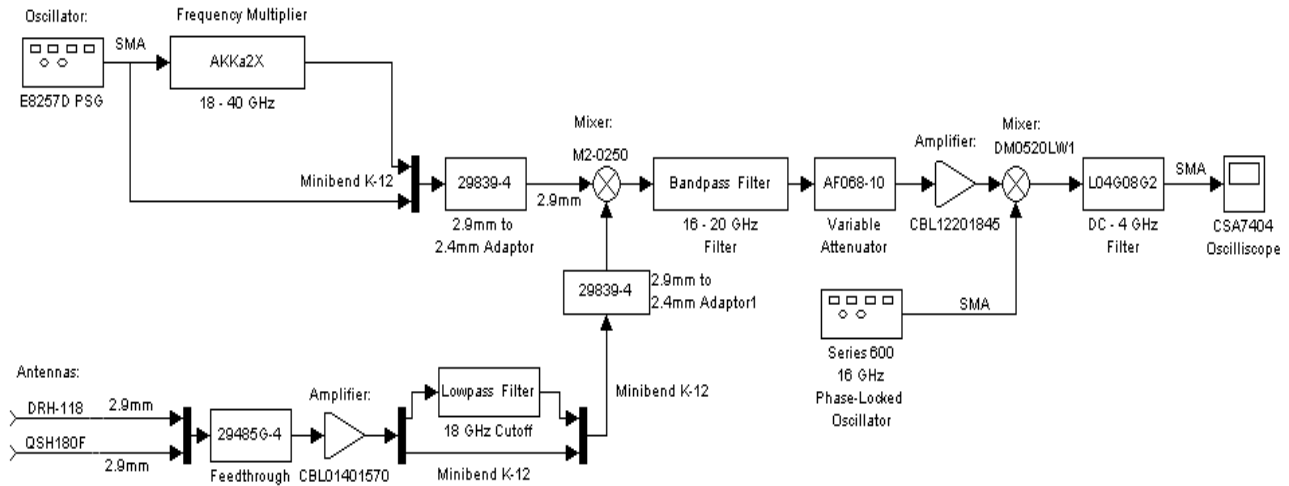 Oscillator:
SMA
E8257D PSG
Frequency Multiplier
AKKa2X
18 - 40 GHz
Minibend K-12
29839-4
2.9mm to
2.4mm Adaptor
2.9mm
Mixer:
M2-0250
Bandpass Filter
16 - 20 GHz
Filter
AF068-10
Variable
Attenuator
Amplifier:
CBL12201845
Mixer:
DM0520LW1
L04G08G2
DC - 4 GHz
Filter
SMA
CSA7404
Oscilliscope
29839-4
2.9mm to
2.4mm Adaptor1
SMA
Series 600
16 GHz
Phase-Locked
Oscillator
Antennas:
DRH-118
2.9mm
QSH180F
2.9mm
29485G-4
Feedthrough
Amplifier:
CBL01401570
Lowpass Filter
18 GHz Cutoff
Minibend K-12
Minibend K-12